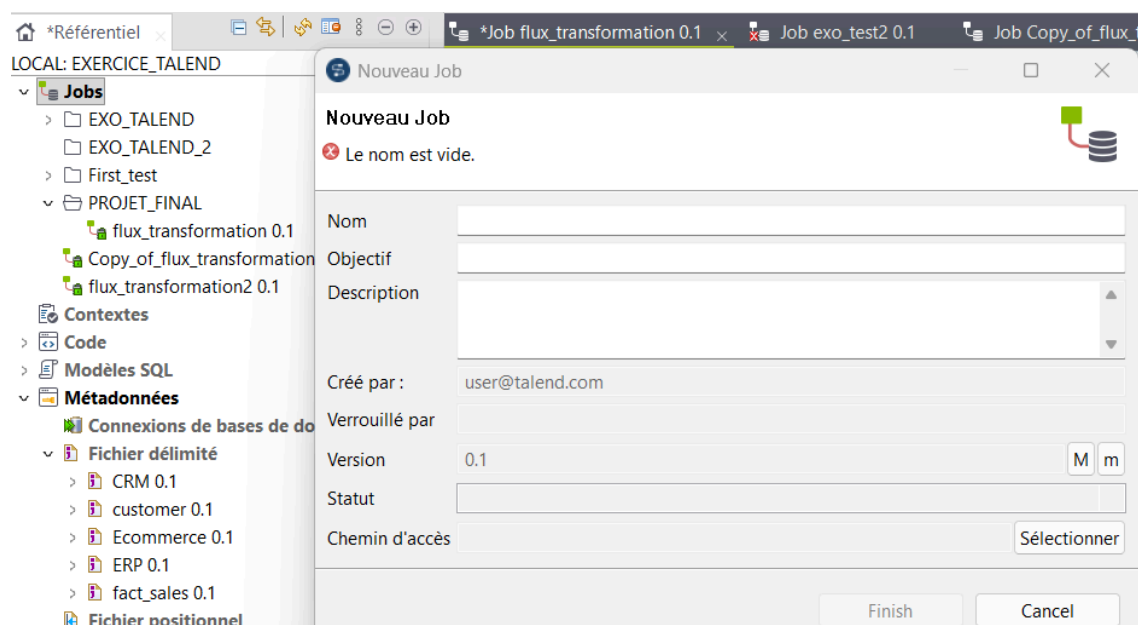 *Référentiel
*Job flux_transformation 0.1
Job exo_test2 0.1
Job Copy_of_flux_
LOCAL: EXERCICE_TALEND
Jobs
EXO_TALEND
EXO_TALEND_2
First_test
PROJET_FINAL
flux_transformation 0.1
Copy_of_flux_transformation
flux_transformation2 0.1
Contextes
Code
Modèles SQL
Métadonnées
Connexions de bases de do
Fichier délimité
CRM 0.1
customer 0.1
Ecommerce 0.1
ERP 0.1
fact_sales 0.1
Fichier positionnel
Nouveau Job
Nouveau Job
Le nom est vide.
Nom
Objectif
Description
Créé par :
user@talend.com
Verrouillé par
Version
0.1
M
m
Statut
Chemin d'accès
Sélectionner
Finish
Cancel